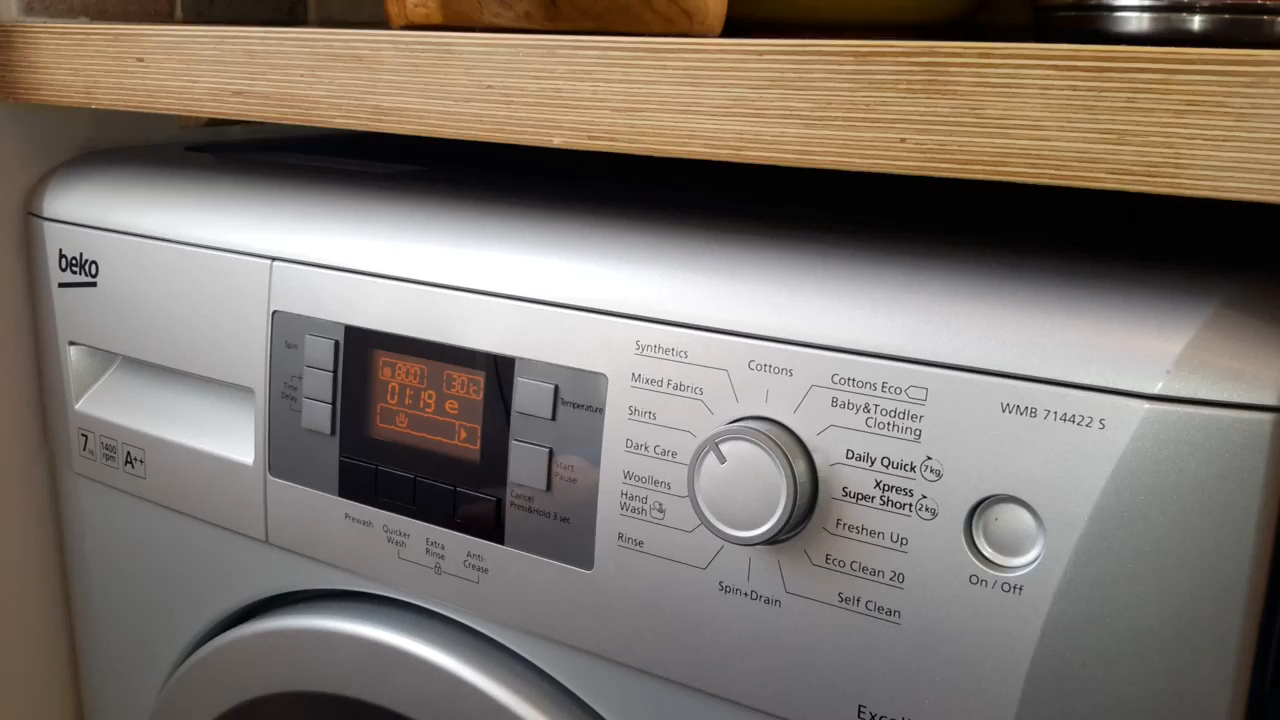 beko
7 kg
1400
rpm
A++
Spin
Time
Delay
800
30°C
01:19 e
Temperature
Start
Pause
Cancel
Press&Hold 3 sec.
Prewash
Quicker
Wash
Extra
Rinse
Anti-
Crease
Synthetics
Mixed Fabrics
Shirts
Dark Care
Woollens
Hand
Wash
Rinse
Spin+Drain
Cottons
Cottons Eco
Baby&Toddler
Clothing
Daily Quick 7kg
Xpress
Super Short 2kg
Freshen Up
Eco Clean 20
Self Clean
WMB 714422 S
On / Off